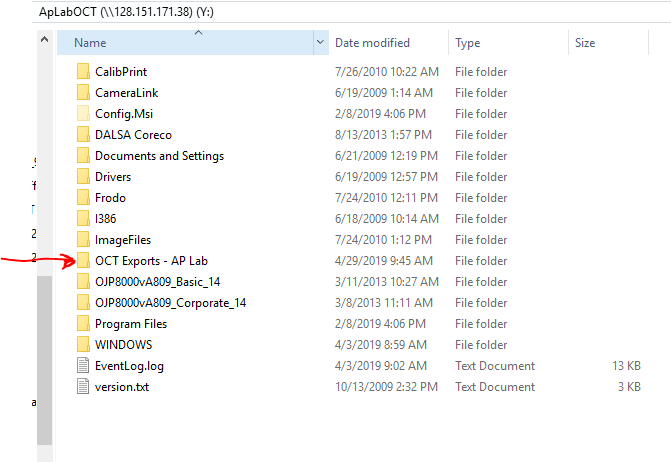 ApLabOCT (\\128.151.171.38) (Y:)
Name Date modified Type Size
CalibPrint 7/26/2010 10:22 AM File folder
CameraLink 6/19/2009 1:14 AM File folder
Config.Msi 2/8/2019 4:06 PM File folder
DALSA Coreco 8/13/2013 1:57 PM File folder
Documents and Settings 6/21/2009 12:19 PM File folder
Drivers 6/19/2009 12:57 PM File folder
Frodo 7/24/2010 12:11 PM File folder
I386 6/18/2009 10:14 AM File folder
ImageFiles 7/24/2010 1:12 PM File folder
OCT Exports - AP Lab 4/29/2019 9:45 AM File folder
OJP8000vA809_Basic_14 3/11/2013 10:27 AM File folder
OJP8000vA809_Corporate_14 3/8/2013 11:11 AM File folder
Program Files 2/8/2019 4:06 PM File folder
WINDOWS 4/3/2019 8:59 AM File folder
EventLog.log 4/3/2019 9:02 AM Text Document 13 KB
version.txt 10/13/2009 2:32 PM Text Document 3 KB